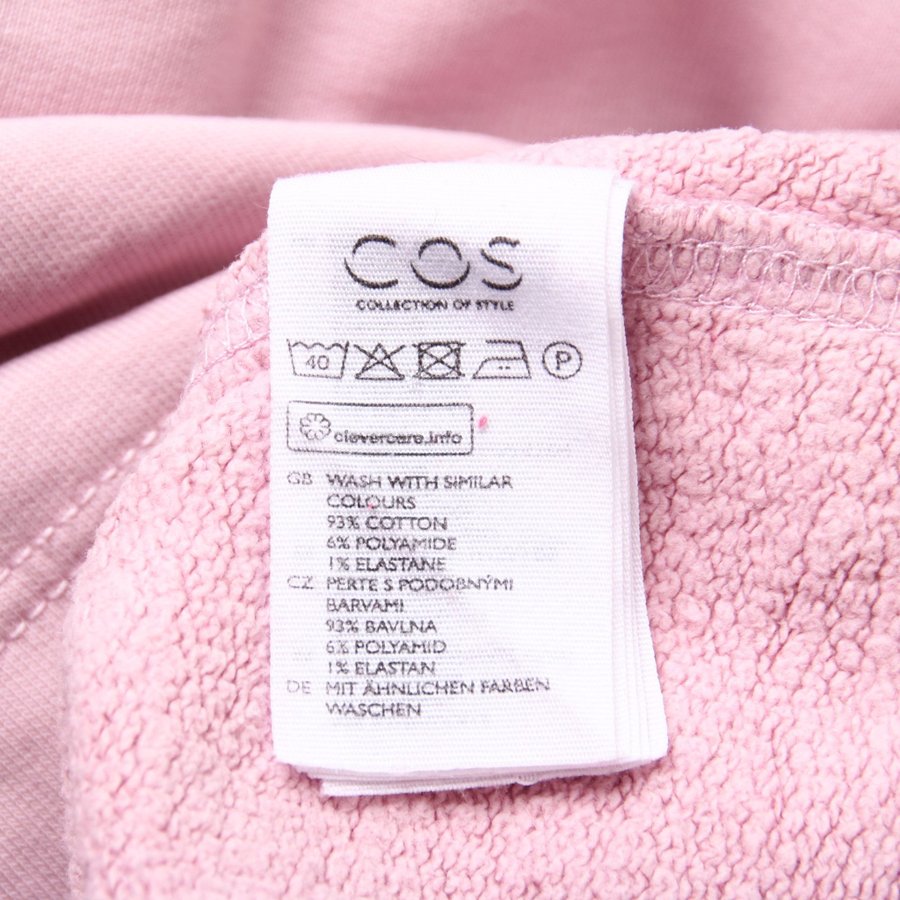 COS
COLLECTION OF STYLE
40 P
clevercare.info
GB WASH WITH SIMILAR
COLOURS
93% COTTON
6% POLYAMIDE
1% ELASTANE
CZ PERTE S PODOBNÝMI
BARVAMI
93% BAVLNA
6% POLYAMID
1% ELASTAN
DE MIT ÄHNLICHEN FARBEN
WASCHEN